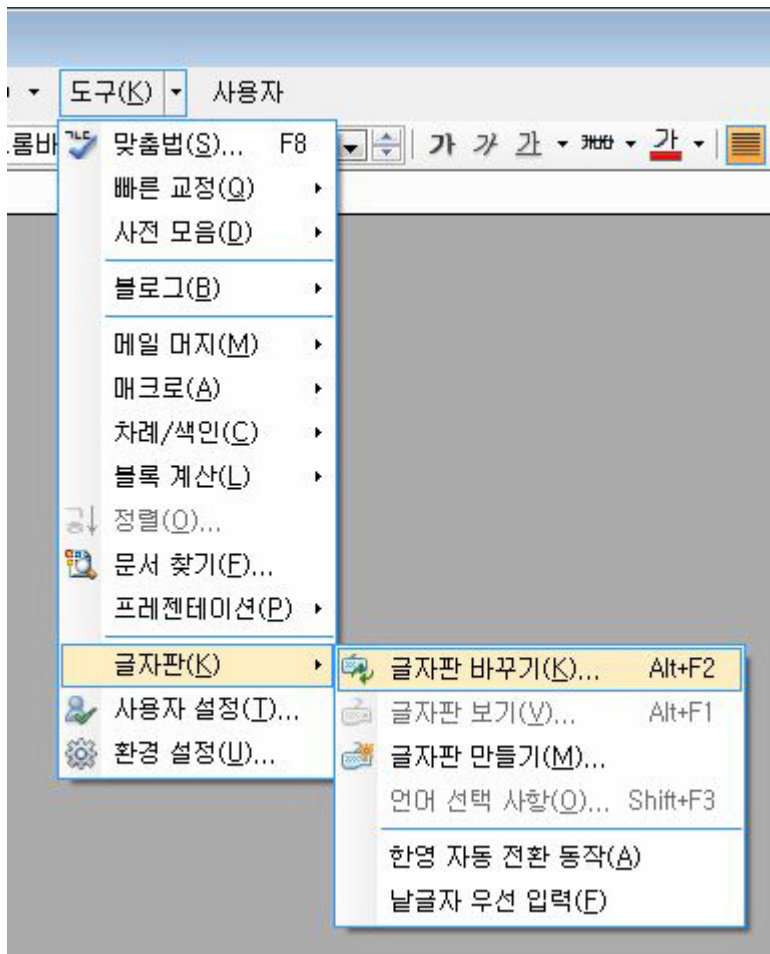 도구(K) 사용자
롬바
가 가 가 가
맞춤법(S)... F8
빠른 교정(Q)
사전 모음(D)
블로그(B)
메일 머지(M)
매크로(A)
차례/색인(C)
블록 계산(L)
정렬(O)...
문서 찾기(F)...
프레젠테이션(P)
글자판(K)
사용자 설정(T)...
환경 설정(U)...
글자판 바꾸기(K)... Alt+F2
글자판 보기(V)... Alt+F1
글자판 만들기(M)...
언어 선택 사항(O)... Shift+F3
한영 자동 전환 동작(A)
낱글자 우선 입력(F)